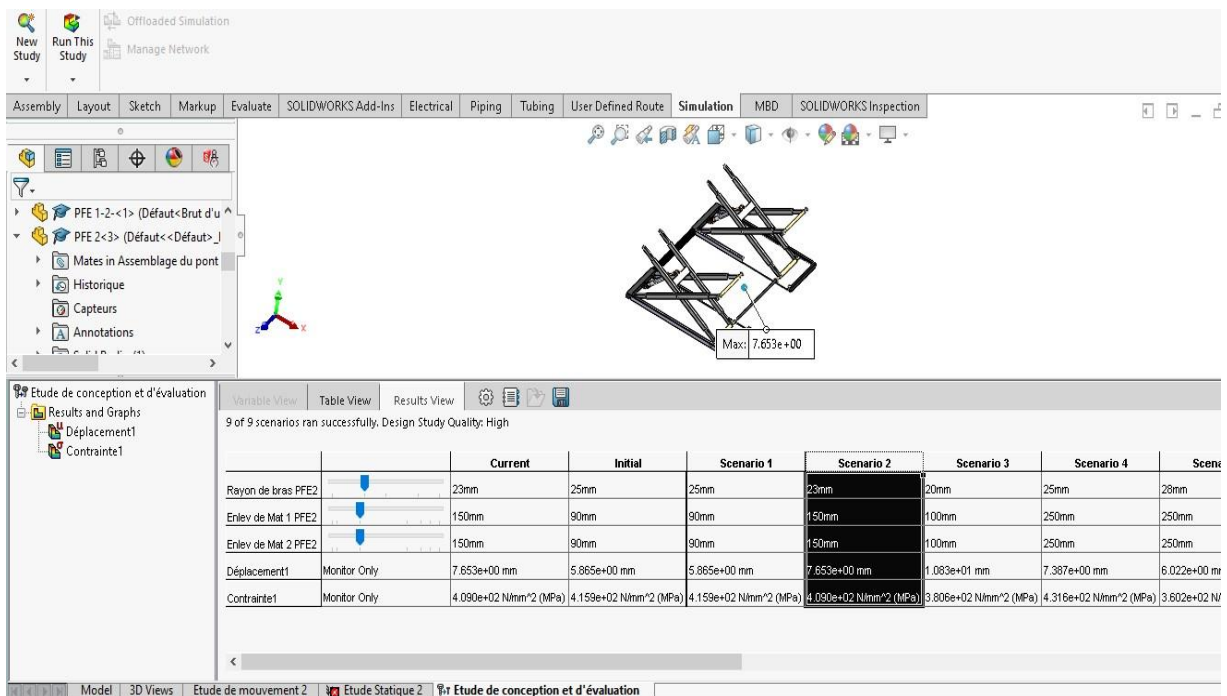 Offloaded Simulation
New Study
Run This Study
Manage Network
Assembly Layout Sketch Markup Evaluate SOLIDWORKS Add-Ins Electrical Piping Tubing User Defined Route Simulation MBD SOLIDWORKS Inspection
PFE 1-2-<1> (Défaut<Brut d'u
PFE 2<3> (Défaut<<Défaut>_
Mates in Assemblage du pont
Historique
Capteurs
Annotations
Y
Z
X
Max: 7.653e+00
Etude de conception et d'évaluation
Results and Graphs
Déplacement1
Contrainte1
Variable View Table View Results View
9 of 9 scenarios ran successfully. Design Study Quality: High
Current Initial Scenario 1 Scenario 2 Scenario 3 Scenario 4 Scena
Rayon de bras PFE2 23mm 25mm 25mm 23mm 20mm 25mm 28mm
Enlev de Mat 1 PFE2 150mm 90mm 90mm 150mm 100mm 250mm 250mm
Enlev de Mat 2 PFE2 150mm 90mm 90mm 150mm 100mm 250mm 250mm
Déplacement1 Monitor Only 7.653e+00 mm 5.865e+00 mm 5.865e+00 mm 7.653e+00 mm 1.083e+01 mm 7.387e+00 mm 6.022e+00 mm
Contrainte1 Monitor Only 4.090e+02 N/mm^2 (MPa) 4.159e+02 N/mm^2 (MPa) 4.159e+02 N/mm^2 (MPa) 4.090e+02 N/mm^2 (MPa) 3.806e+02 N/mm^2 (MPa) 4.316e+02 N/mm^2 (MPa) 3.602e+02 N/
Model 3D Views Etude de mouvement 2 Etude Statique 2 Etude de conception et d'évaluation